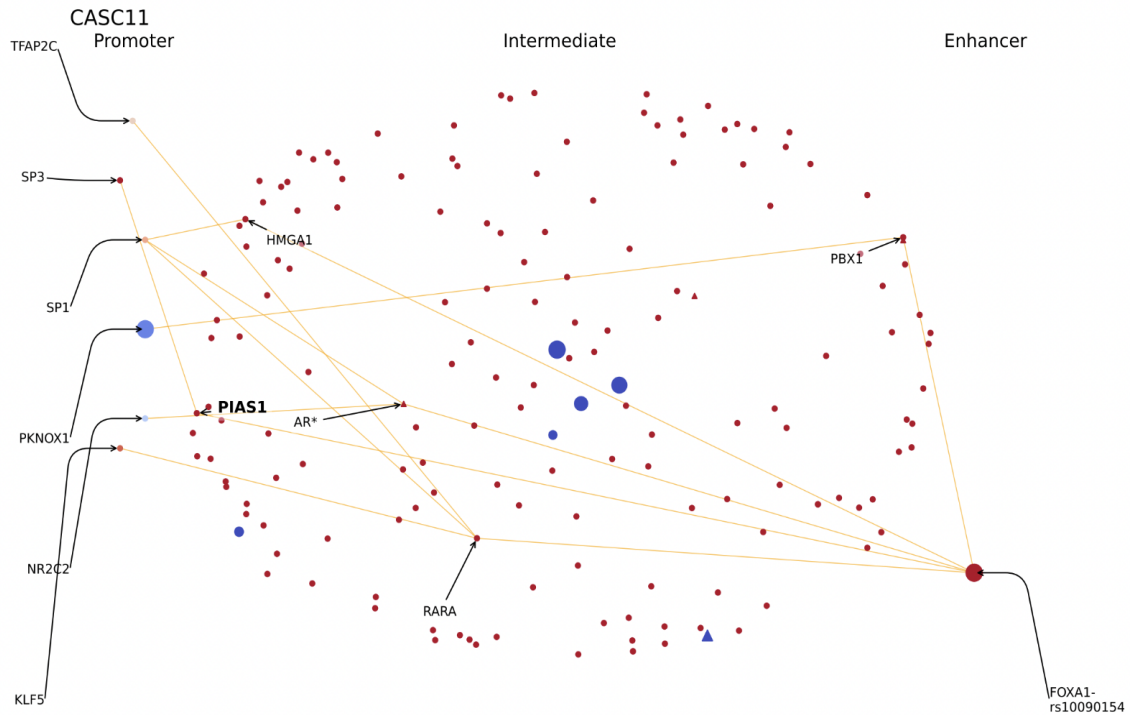 CASC11
Promoter
Intermediate
Enhancer
TFAP2C
SP3
HMGA1
PBX1
SP1
PIAS1
AR*
PKNOX1
NR2C2
RARA
KLF5
FOXA1-
rs10090154